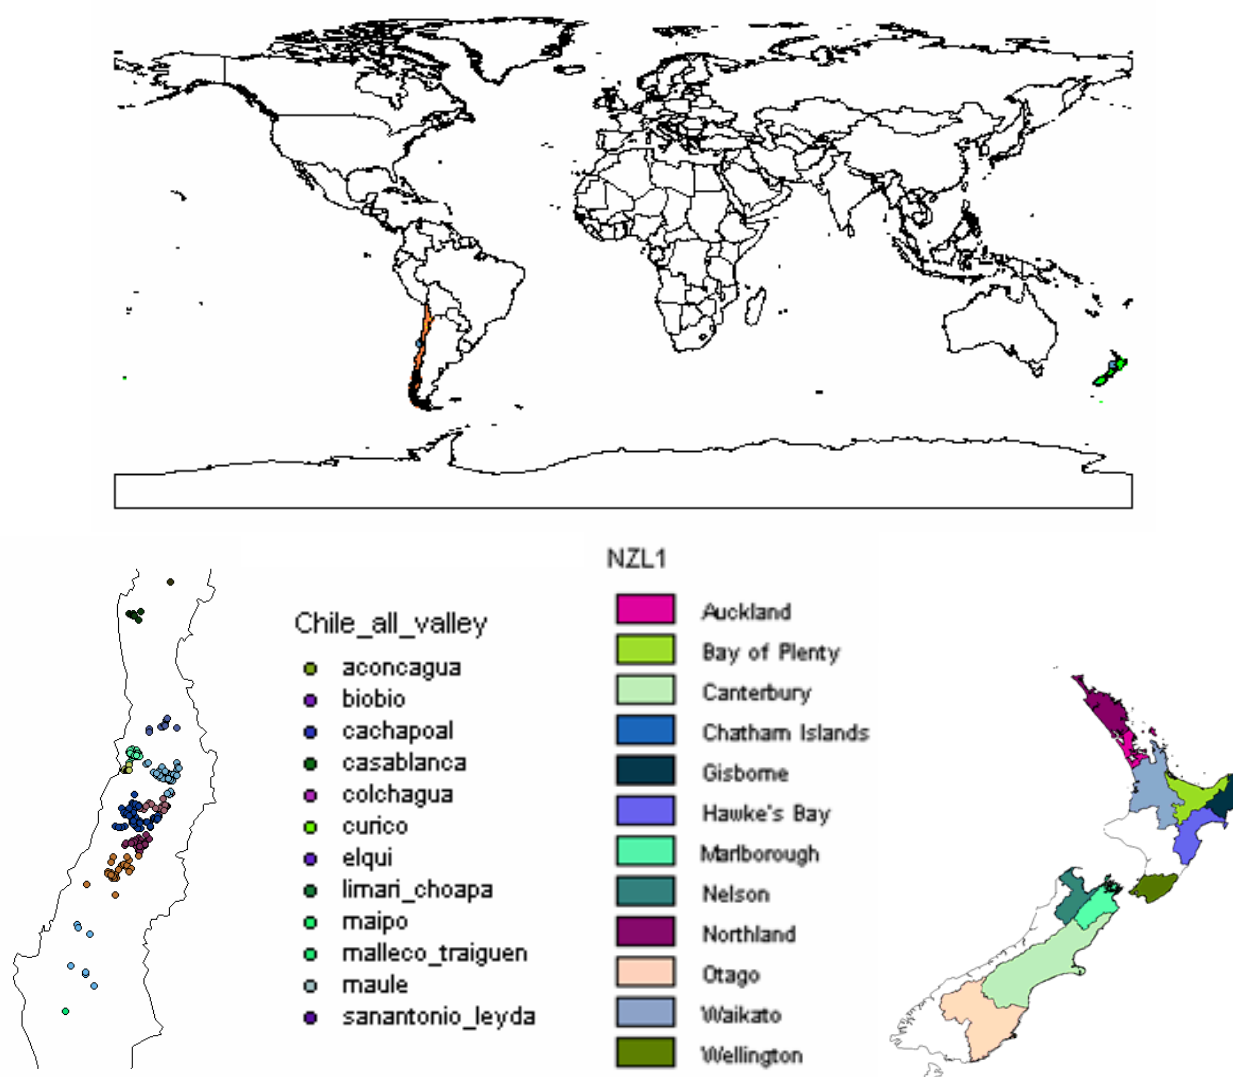 NZL1
Chile_all_valley
aconcagua
biobio
cachapoal
casablanca
colchagua
curico
elqui
limari_choapa
maipo
malleco_traiguen
maule
sanantonio_leyda
Auckland
Bay of Plenty
Canterbury
Chatham Islands
Gisborne
Hawke's Bay
Marlborough
Nelson
Northland
Otago
Waikato
Wellington